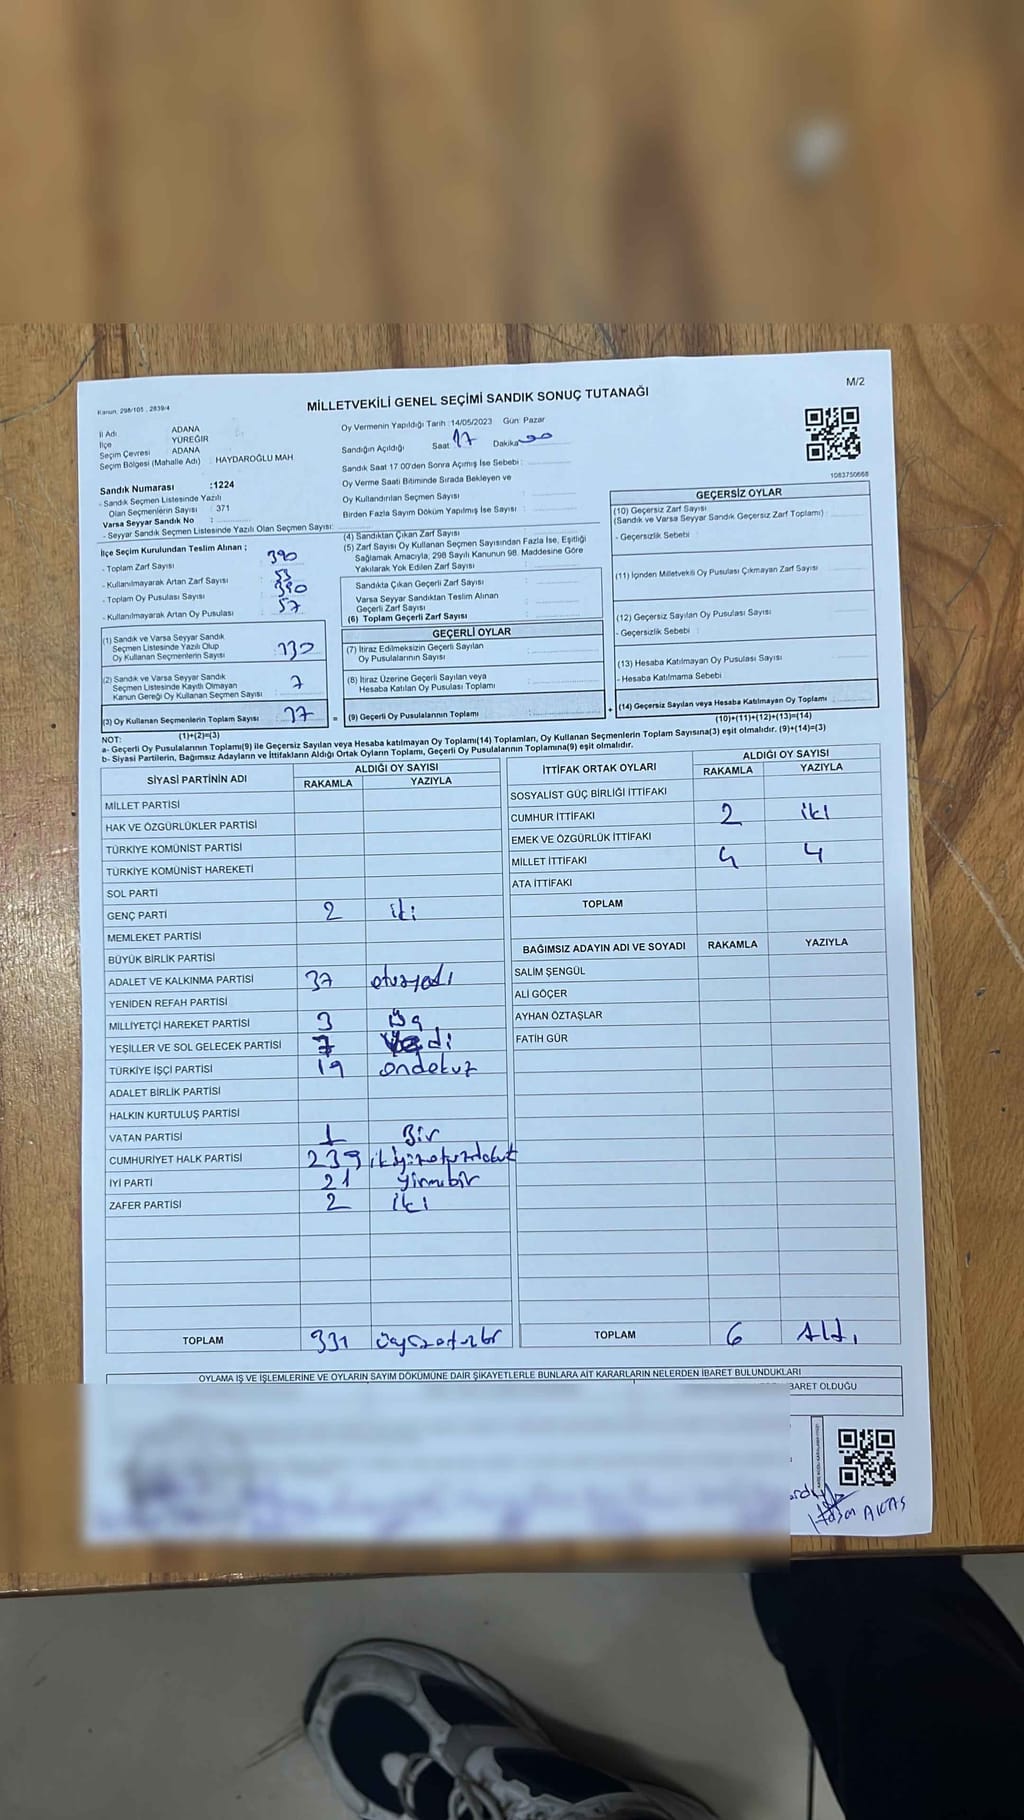 M/2
Kanun: 298/105 , 2839/4
MİLLETVEKİLİ GENEL SEÇİMİ SANDIK SONUÇ TUTANAĞI
İl Adı ADANA
İlçe YÜREĞİR
Seçim Çevresi ADANA
Seçim Bölgesi (Mahalle Adı) : HAYDAROĞLU MAH
Sandık Numarası :1224
- Sandık Seçmen Listesinde Yazılı
Olan Seçmenlerin Sayısı : 371
Varsa Seyyar Sandık No :
- Seyyar Sandık Seçmen Listesinde Yazılı Olan Seçmen Sayısı:
Oy Vermenin Yapıldığı Tarih :14/05/2023 Gün: Pazar
Sandığın Açıldığı Saat 17 Dakika 00
Sandık Saat 17:00'den Sonra Açımış İse Sebebi :
Oy Verme Saati Bitiminde Sırada Bekleyen ve
Oy Kullandırılan Seçmen Sayısı :
Birden Fazla Sayım Döküm Yapılmış İse Sayısı :
1083750668
İlçe Seçim Kurulundan Teslim Alınan ;
- Toplam Zarf Sayısı : 390
- Kullanılmayarak Artan Zarf Sayısı : 53
- Toplam Oy Pusulası Sayısı : 390
- Kullanılmayarak Artan Oy Pusulası : 57
(1) Sandık ve Varsa Seyyar Sandık
Seçmen Listesinde Yazılı Olup
Oy Kullanan Seçmenlerin Sayısı
(2) Sandık ve Varsa Seyyar Sandık
Seçmen Listesinde Kayıtlı Olmayan
Kanun Gereği Oy Kullanan Seçmen Sayısı : 7
(3) Oy Kullanan Seçmenlerin Toplam Sayısı :
(1)+(2)=(3)
(4) Sandıktan Çıkan Zarf Sayısı :
(5) Zarf Sayısı Oy Kullanan Seçmen Sayısından Fazla İse, Eşitliği
Sağlamak Amacıyla, 298 Sayılı Kanunun 98. Maddesine Göre
Yakılarak Yok Edilen Zarf Sayısı :
Sandıkta Çıkan Geçerli Zarf Sayısı :
Varsa Seyyar Sandıktan Teslim Alınan
Geçerli Zarf Sayısı :
(6) Toplam Geçerli Zarf Sayısı :
GEÇERLİ OYLAR
(7) İtiraz Edilmeksizin Geçerli Sayılan
Oy Pusulalarının Sayısı :
(8) İtiraz Üzerine Geçerli Sayılan veya
Hesaba Katılan Oy Pusulası Toplamı :
= (9) Geçerli Oy Pusulalarının Toplamı : +
GEÇERSİZ OYLAR
(10) Geçersiz Zarf Sayısı
(Sandık ve Varsa Seyyar Sandık Geçersiz Zarf Toplamı) :
- Geçersizlik Sebebi :
(11) İçinden Milletvekili Oy Pusulası Çıkmayan Zarf Sayısı :
(12) Geçersiz Sayılan Oy Pusulası Sayısı :
- Geçersizlik Sebebi :
(13) Hesaba Katılmayan Oy Pusulası Sayısı :
- Hesaba Katılmama Sebebi :
(14) Geçersiz Sayılan veya Hesaba Katılmayan Oy Toplamı :
(10)+(11)+(12)+(13)=(14)
NOT:
a- Geçerli Oy Pusulalarının Toplamı(9) ile Geçersiz Sayılan veya Hesaba katılmayan Oy Toplamı(14) Toplamları, Oy Kullanan Seçmenlerin Toplam Sayısına(3) eşit olmalıdır. (9)+(14)=(3)
b- Siyasi Partilerin, Bağımsız Adayların ve İttifakların Aldığı Ortak Oyların Toplamı, Geçerli Oy Pusulalarının Toplamına(9) eşit olmalıdır.
SİYASİ PARTİNİN ADI ALDIĞI OY SAYISI
RAKAMLA YAZIYLA
MİLLET PARTİSİ
HAK VE ÖZGÜRLÜKLER PARTİSİ
TÜRKİYE KOMÜNİST PARTİSİ
TÜRKİYE KOMÜNİST HAREKETİ
SOL PARTİ
GENÇ PARTİ 2 iki
MEMLEKET PARTİSİ
BÜYÜK BİRLİK PARTİSİ
ADALET VE KALKINMA PARTİSİ 37 otuzyedi
YENİDEN REFAH PARTİSİ
MİLLİYETÇİ HAREKET PARTİSİ 3 üç
YEŞİLLER VE SOL GELECEK PARTİSİ 7 Yedi
TÜRKİYE İŞÇİ PARTİSİ 19 ondokuz
ADALET BİRLİK PARTİSİ
HALKIN KURTULUŞ PARTİSİ
VATAN PARTİSİ 1 Bir
CUMHURİYET HALK PARTİSİ 239 ikiyüzotuzdokuz
İYİ PARTİ 21 yirmibir
ZAFER PARTİSİ 2 iki
TOPLAM 331 üçyüzotuzbir
İTTİFAK ORTAK OYLARI ALDIĞI OY SAYISI
RAKAMLA YAZIYLA
SOSYALİST GÜÇ BİRLİĞİ İTTİFAKI
CUMHUR İTTİFAKI 2 iki
EMEK VE ÖZGÜRLÜK İTTİFAKI
MİLLET İTTİFAKI 4 4
ATA İTTİFAKI
TOPLAM
BAĞIMSIZ ADAYIN ADI VE SOYADI RAKAMLA YAZIYLA
SALİM ŞENGÜL
ALİ GÖÇER
AYHAN ÖZTAŞLAR
FATİH GÜR
TOPLAM 6 Altı
OYLAMA İŞ VE İŞLEMLERİNE VE OYLARIN SAYIM DÖKÜMÜNE DAİR ŞİKAYETLERLE BUNLARA AİT KARARLARIN NELERDEN İBARET BULUNDUKLARI
BARET OLDUĞU